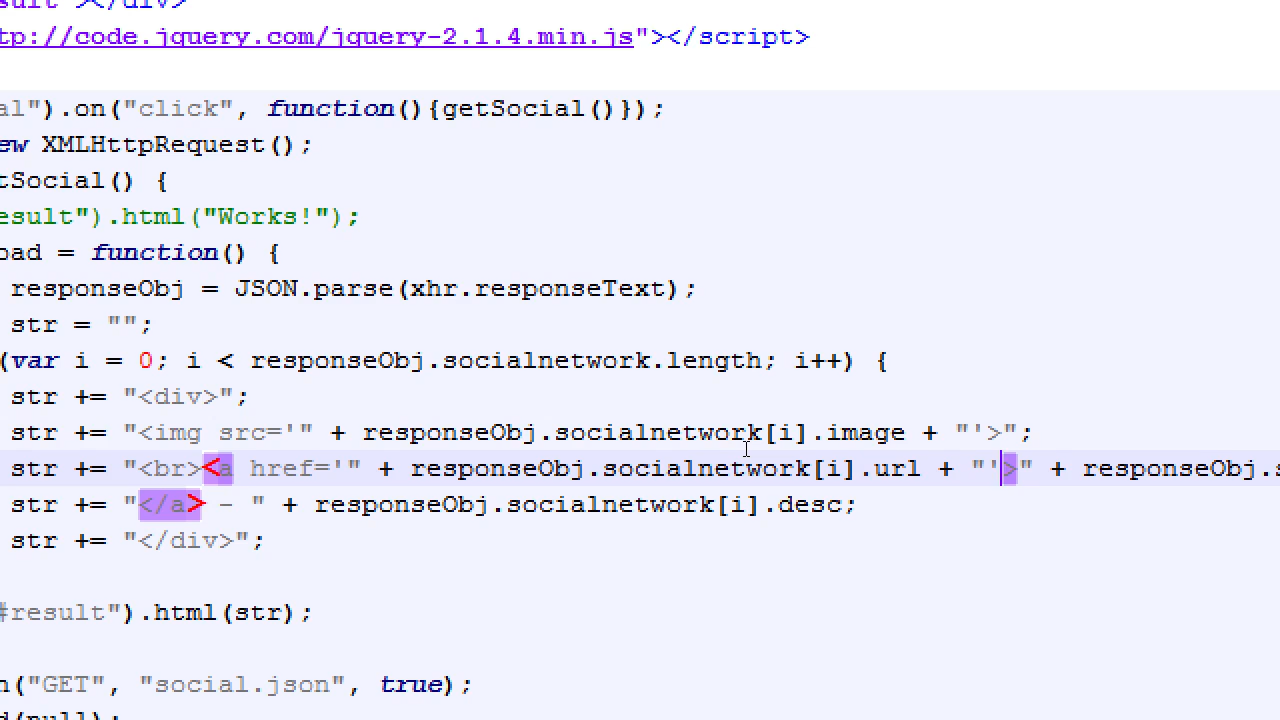 sult"></div>
tp://code.jquery.com/jquery-2.1.4.min.js"></script>
al").on("click", function(){getSocial()});
ew XMLHttpRequest();
tSocial() {
esult").html("Works!");
oad = function() {
responseObj = JSON.parse(xhr.responseText);
str = "";
(var i = 0; i < responseObj.socialnetwork.length; i++) {
str += "<div>";
str += "<img src='" + responseObj.socialnetwork[i].image + "'>";
str += "<br><a href='" + responseObj.socialnetwork[i].url + "'>" + responseObj.s
str += "</a> - " + responseObj.socialnetwork[i].desc;
str += "</div>";
#result").html(str);
n("GET", "social.json", true);
d(null);